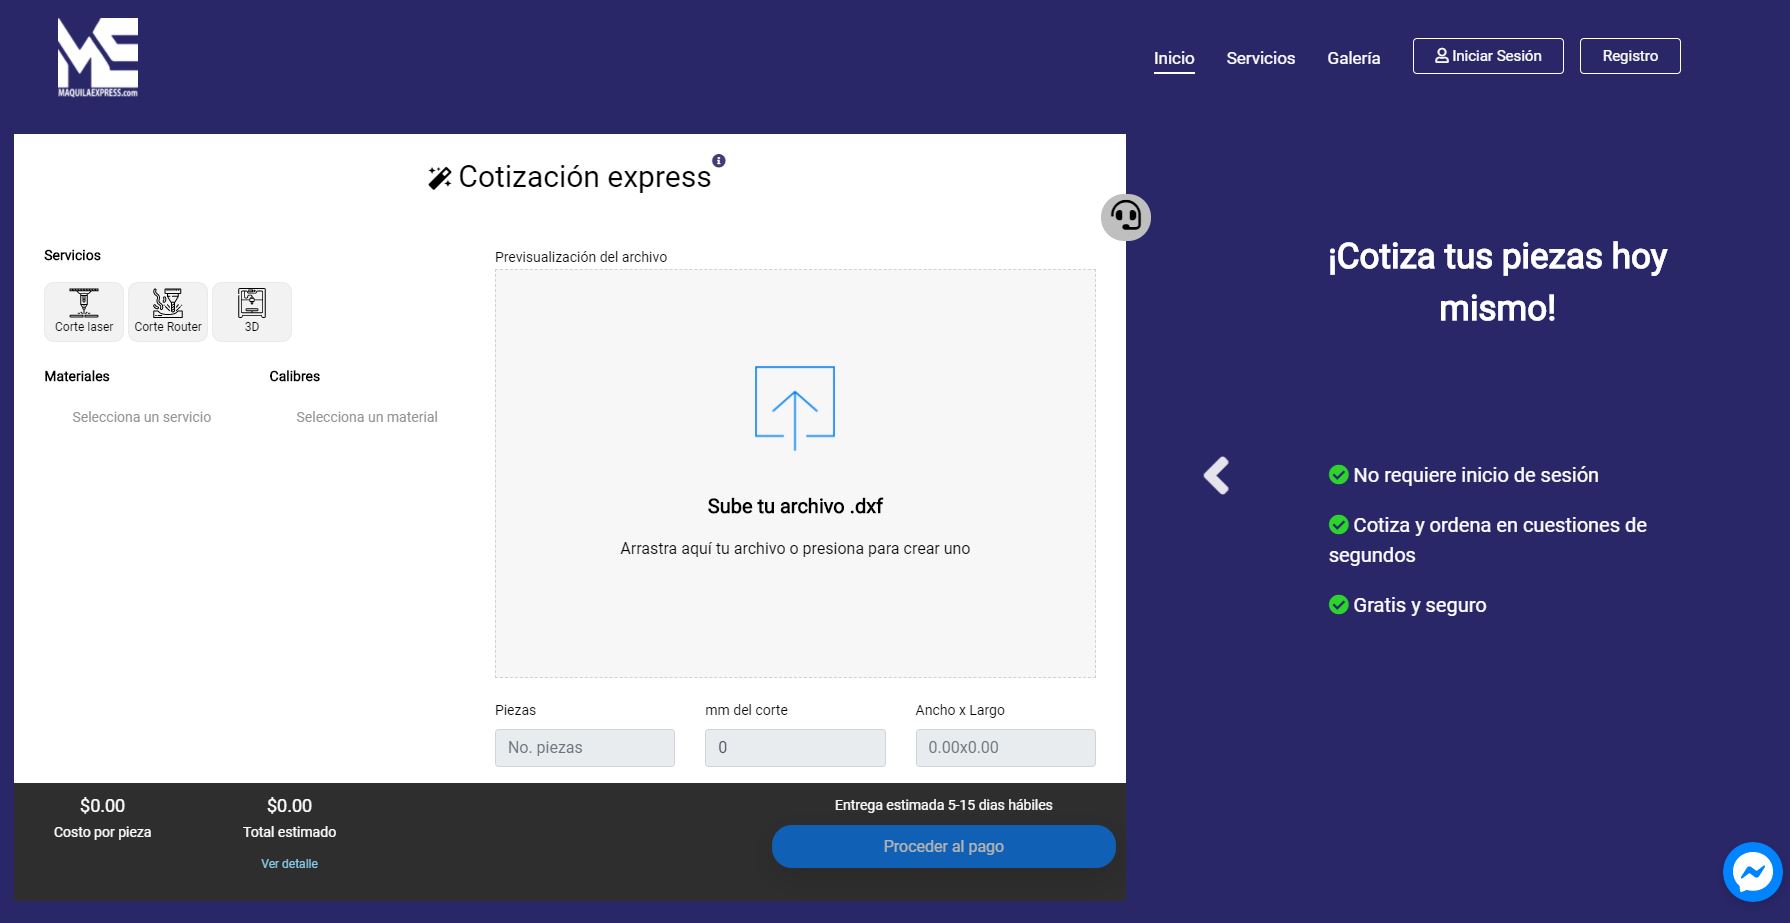 ME
MAQUILAEXPRESS.com
Inicio
Servicios
Galería
Iniciar Sesión
Registro
Cotización express
Servicios
Corte laser
Corte Router
3D
Materiales
Calibres
Selecciona un servicio
Selecciona un material
Previsualización del archivo
Sube tu archivo .dxf
Arrastra aquí tu archivo o presiona para crear uno
Piezas
mm del corte
Ancho x Largo
No. piezas
0
0.00x0.00
$0.00
Costo por pieza
$0.00
Total estimado
Ver detalle
Entrega estimada 5-15 dias hábiles
Proceder al pago
¡Cotiza tus piezas hoy
mismo!
No requiere inicio de sesión
Cotiza y ordena en cuestiones de
segundos
Gratis y seguro